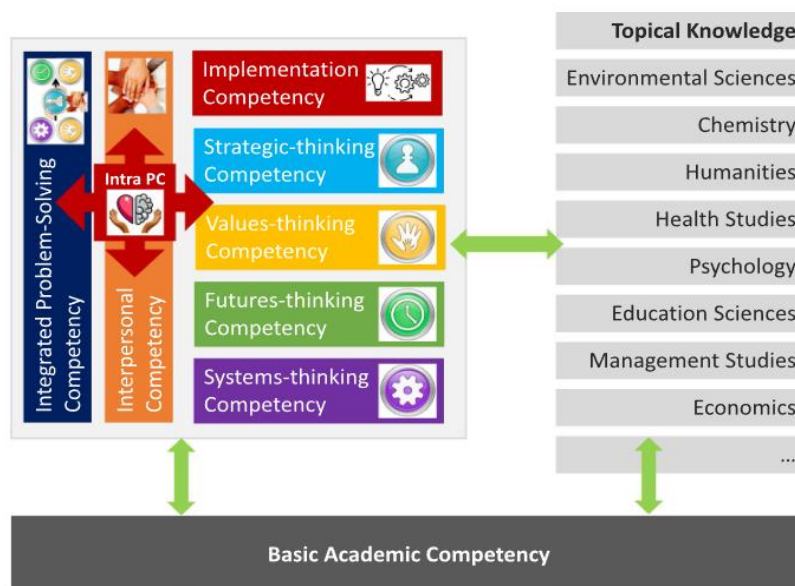 Integrated Problem-Solving
Competency
Interpersonal
Competency
Intra PC
Implementation
Competency
Strategic-thinking
Competency
Values-thinking
Competency
Futures-thinking
Competency
Systems-thinking
Competency
Topical Knowledge
Environmental Sciences
Chemistry
Humanities
Health Studies
Psychology
Education Sciences
Management Studies
Economics
...
Basic Academic Competency